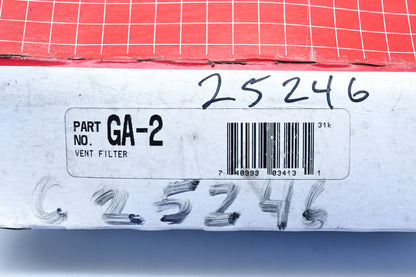 25246
PART NO. GA-2
VENT FILTER
31k
7 40993 03413 1
C 25246